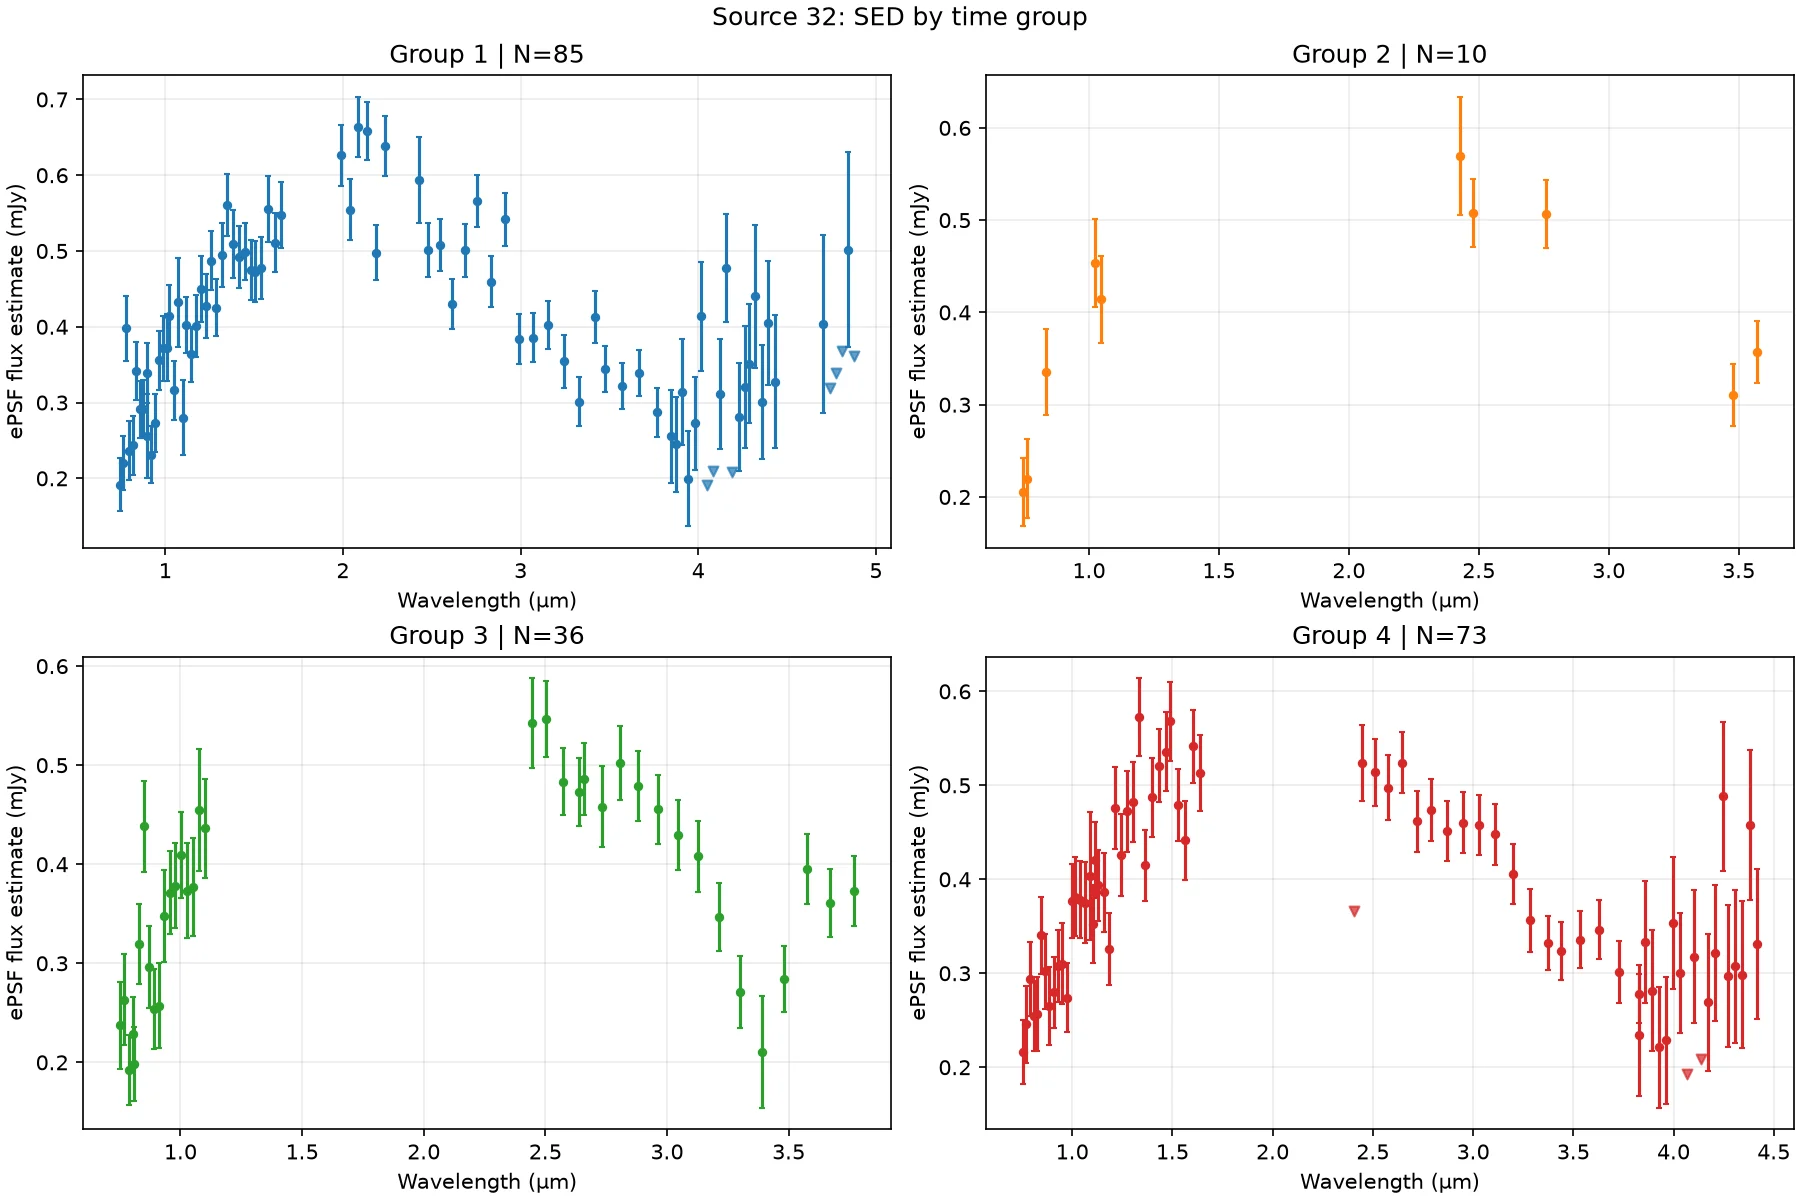 Source 32: SED by time group
Group 1 | N=85
0.7
0.6
0.5
0.4
0.3
0.2
ePSF flux estimate (mJy)
1 2 3 4 5
Wavelength (μm)
Group 2 | N=10
0.6
0.5
0.4
0.3
0.2
ePSF flux estimate (mJy)
1.0 1.5 2.0 2.5 3.0 3.5
Wavelength (μm)
Group 3 | N=36
0.6
0.5
0.4
0.3
0.2
ePSF flux estimate (mJy)
1.0 1.5 2.0 2.5 3.0 3.5
Wavelength (μm)
Group 4 | N=73
0.6
0.5
0.4
0.3
0.2
ePSF flux estimate (mJy)
1.0 1.5 2.0 2.5 3.0 3.5 4.0 4.5
Wavelength (μm)